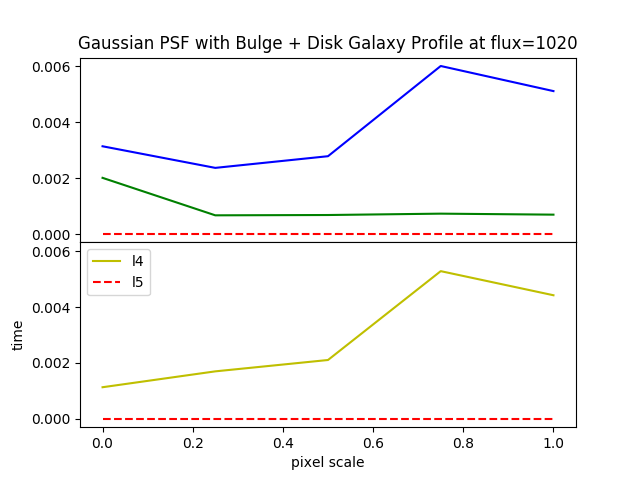 Gaussian PSF with Bulge + Disk Galaxy Profile at flux=1020
0.006
0.004
0.002
0.000
0.006
0.004
0.002
0.000
l4
l5
time
0.0 0.2 0.4 0.6 0.8 1.0
pixel scale